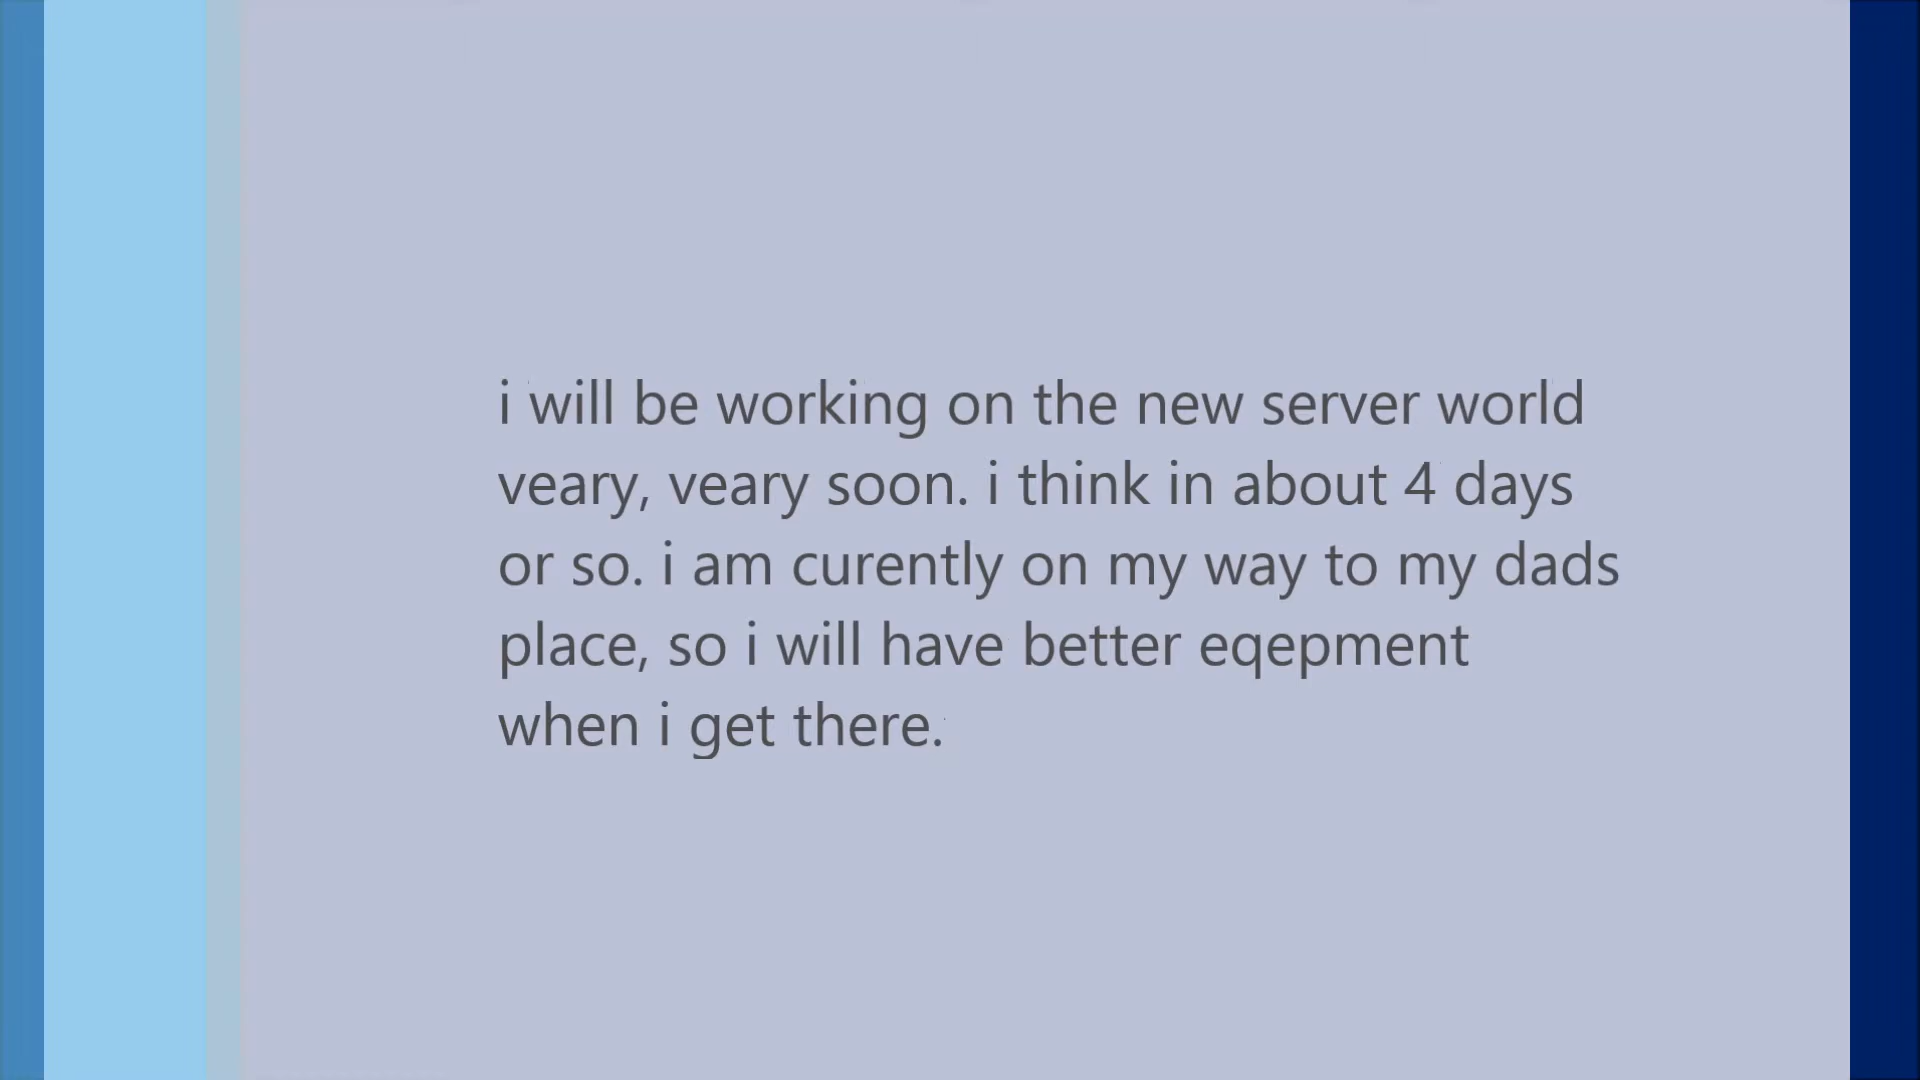 i will be working on the new server world
veary, veary soon. i think in about 4 days
or so. i am curently on my way to my dads
place, so i will have better eqepment
when i get there.